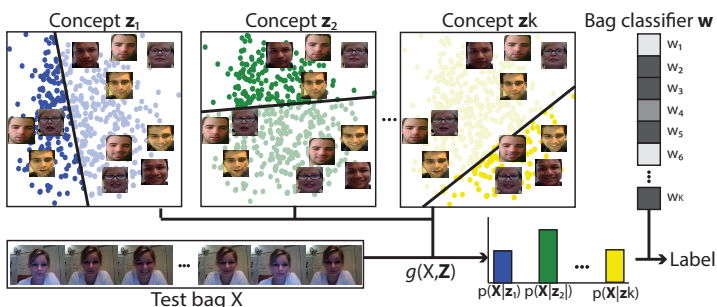 Concept z₁
Concept z₂
Concept zk
Bag classifier w
w₁
w₂
w₃
w₄
w₅
w₆
...
⋮
wK
...
g(X,Z)
...
Label
p(X|z₁) p(X|z₂|) p(X|zk)
Test bag X